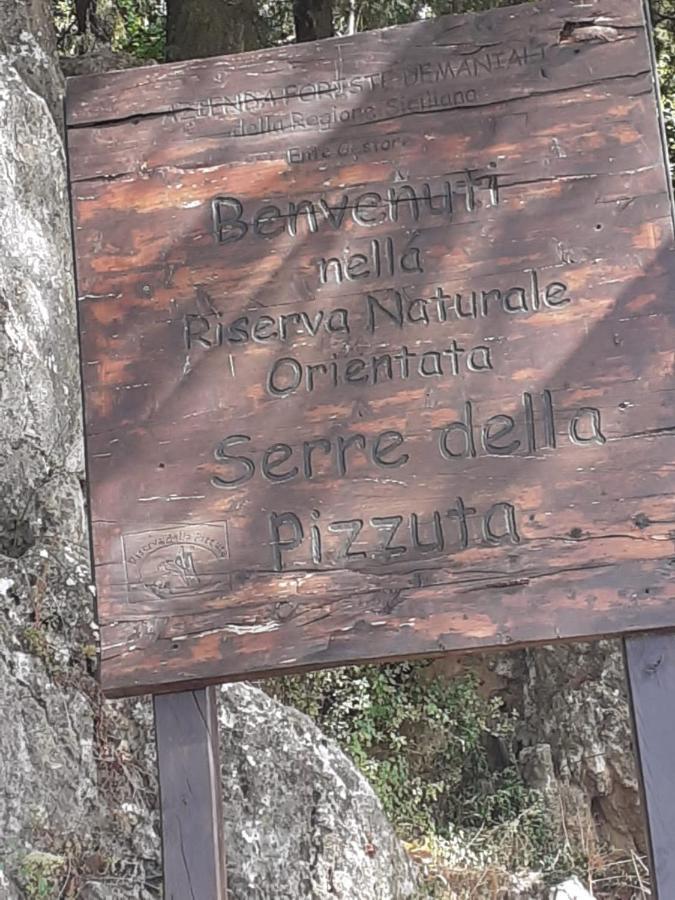 AZIENDA FORESTE DEMANIALI
della Regione Siciliana
Ente Gestore
Benvenuti
nella
Riserva Naturale
Orientata
Serre della
Pizzuta